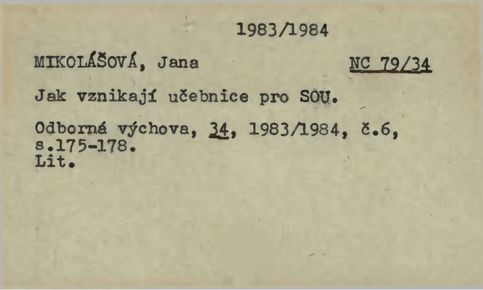 1983/1984
MIKOLÁŠOVÁ, Jana NC 79/34
Jak vznikají učebnice pro SOU.
Odborná výchova, 34, 1983/1984, č.6,
s.175-178.
Lit.